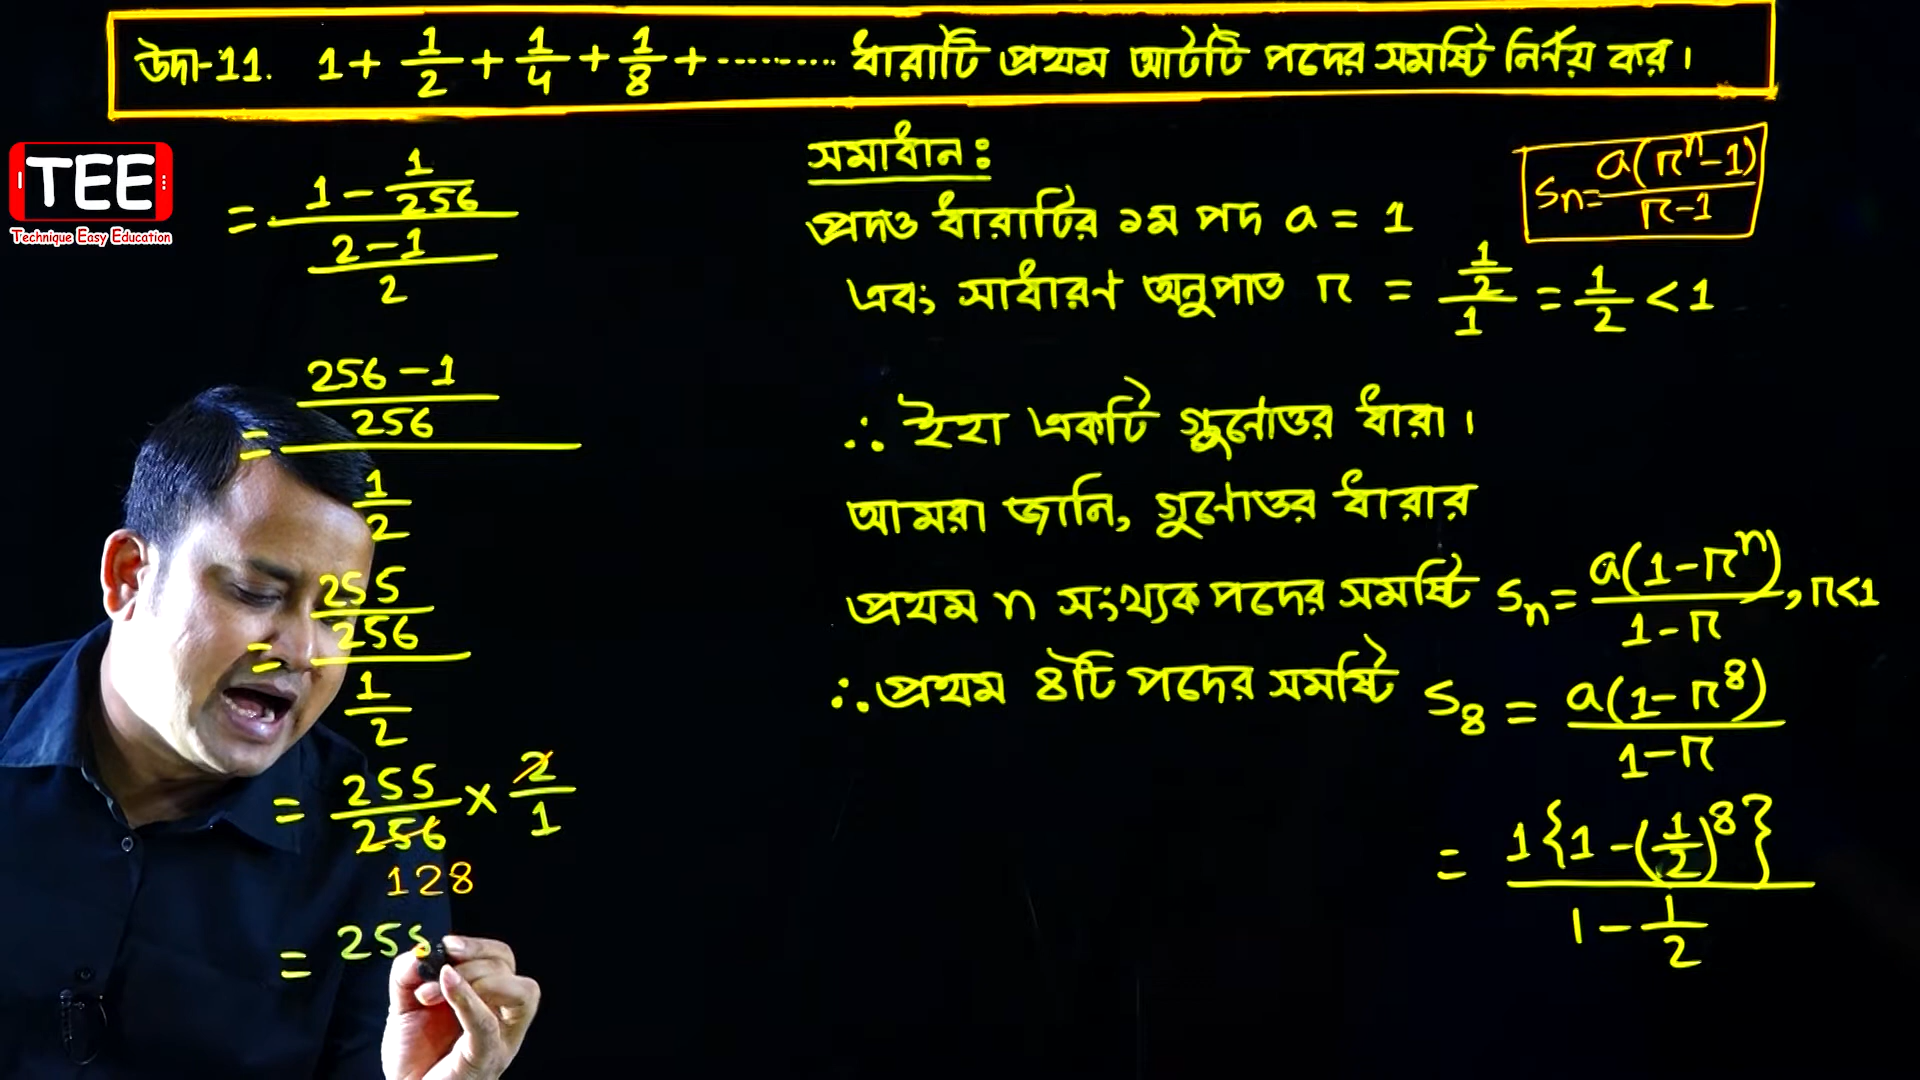 উদা-11. 1 + 1/2 + 1/4 + 1/8 + ......... ধারাটি প্রথম আটটি পদের সমষ্টি নির্নয় কর।
TEE
Technique Easy Education
সমাধান:
প্রদত্ত ধারাটির ১ম পদ a = 1
Sn = a(r^n - 1) / r - 1
এবং সাধারণ অনুপাত r = (1/2)/1 = 1/2 < 1
∴ ইহা একটি গুনোত্তর ধারা।
আমরা জানি, গুনোত্তর ধারার
প্রথম n সংখ্যক পদের সমষ্টি Sn = a(1 - r^n) / 1 - r , r<1
∴ প্রথম ৪টি পদের সমষ্টি S8 = a(1 - r^8) / 1 - r
= 1{1 - (1/2)^8} / 1 - 1/2
= (1 - 1/256) / ((2 - 1)/2)
= ((256 - 1)/256) / (1/2)
= (255/256) / (1/2)
= 255/256 × 2/1
128
= 255